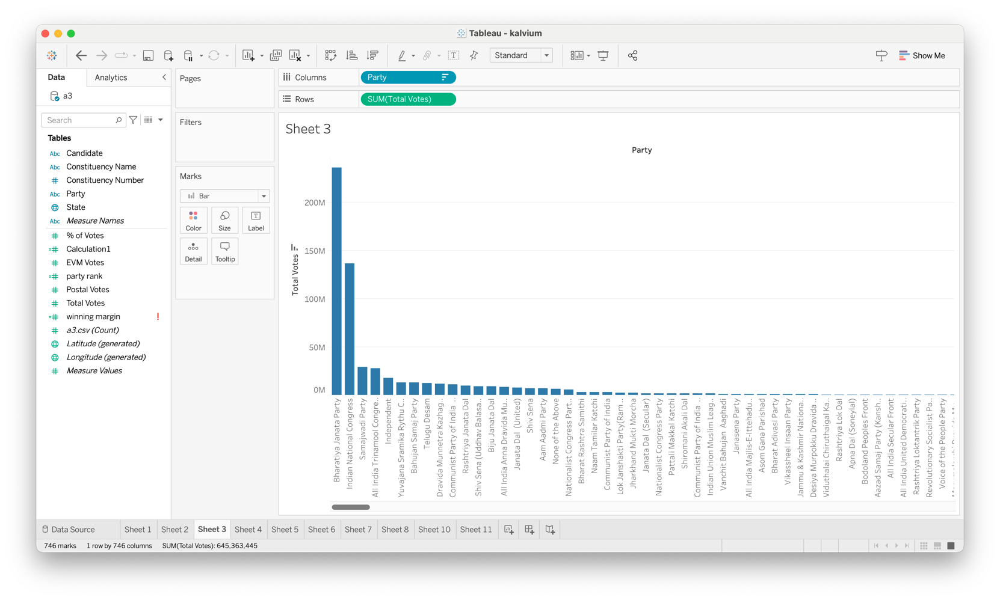 Tableau - kalvium
Standard
Show Me
Data
Analytics
a3
Search
Tables
Abc Candidate
Abc Constituency Name
# Constituency Number
Abc Party
State
Abc Measure Names
# % of Votes
=# Calculation1
# EVM Votes
=# party rank
# Postal Votes
# Total Votes
=# winning margin !
# a3.csv (Count)
Latitude (generated)
Longitude (generated)
# Measure Values
Pages
Filters
Marks
Bar
Color
Size
Label
Detail
Tooltip
Columns
Party
Rows
SUM(Total Votes)
Sheet 3
Party
Total Votes
200M
150M
100M
50M
0M
Bharatiya Janata Party
Indian National Congress
Samajwadi Party
All India Trinamool Congre..
Independent
Yuvajana Sramika Rythu C..
Bahujan Samaj Party
Telugu Desam
Dravida Munnetra Kazhag..
Communist Party of India ..
Rashtriya Janata Dal
Shiv Sena (Uddhav Balasa..
Biju Janata Dal
All India Anna Dravida Mu..
Janata Dal (United)
Shiv Sena
Aam Aadmi Party
None of the Above
Nationalist Congress Part..
Bharat Rashtra Samithi
Naam Tamilar Katchi
Communist Party of India
Lok Janshakti Party(Ram ..
Jharkhand Mukti Morcha
Janata Dal (Secular)
Nationalist Congress Party
Pattali Makkal Katchi
Shiromani Akali Dal
Communist Party of India ..
Indian Union Muslim Leag..
Vanchit Bahujan Aaghadi
Janasena Party
All India Majlis-E-Ittehadu..
Asom Gana Parishad
Bharat Adivasi Party
Vikassheel Insaan Party
Jammu & Kashmir Nationa..
Desiya Murpokku Dravida ..
Viduthalai Chiruthaigal Ka..
Rashtriya Lok Dal
Apna Dal (Soneylal)
Bodoland Peoples Front
Aazad Samaj Party (Kansh..
All India Secular Front
All India United Democrati..
Rashtriya Loktantrik Party
Revolutionary Socialist Pa..
Voice of the People Party
Data Source
Sheet 1
Sheet 2
Sheet 3
Sheet 4
Sheet 5
Sheet 6
Sheet 7
Sheet 8
Sheet 10
Sheet 11
746 marks
1 row by 746 columns
SUM(Total Votes): 645,363,445